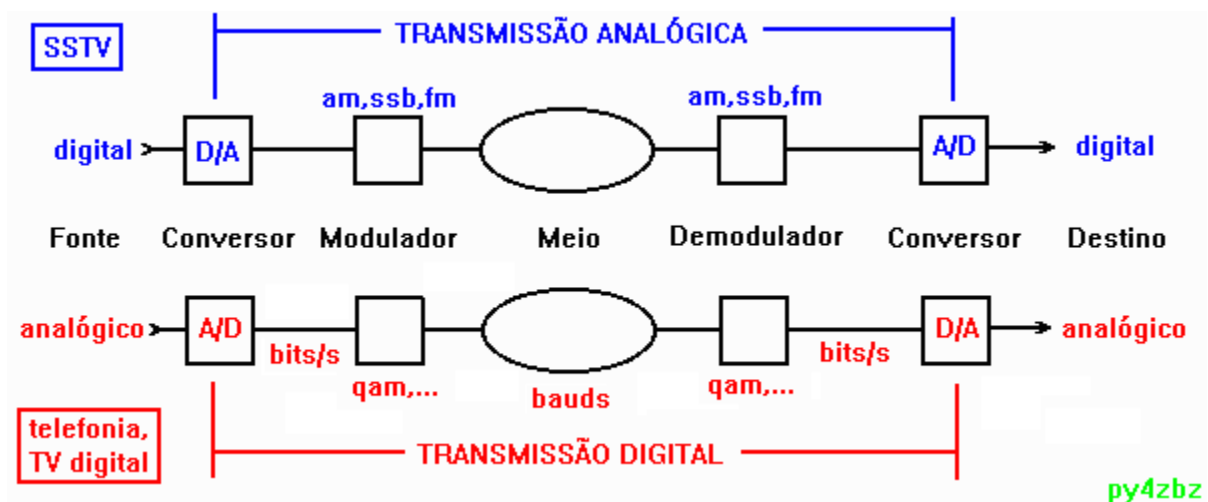 SSTV
TRANSMISSÃO ANALÓGICA
am,ssb,fm
am,ssb,fm
digital
D/A
A/D
digital
Fonte
Conversor
Modulador
Meio
Demodulador
Conversor
Destino
analógico
A/D
bits/s
qam,...
bauds
qam,...
bits/s
D/A
analógico
telefonia,
TV digital
TRANSMISSÃO DIGITAL
py4zbz